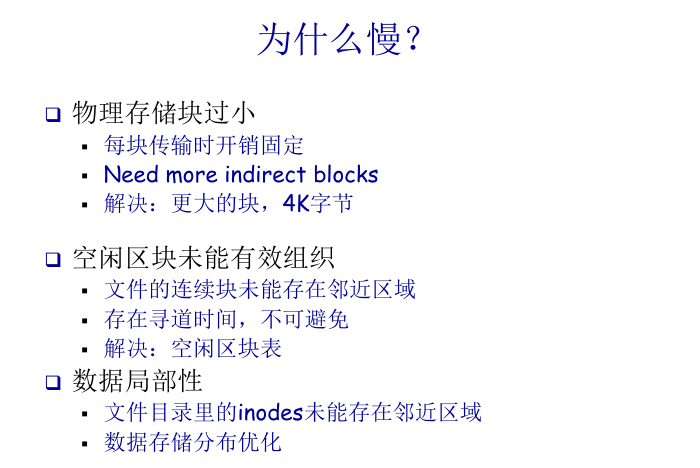 为什么慢？
物理存储块过小
每块传输时开销固定
Need more indirect blocks
解决：更大的块，4K字节
空闲区块未能有效组织
文件的连续块未能存在邻近区域
存在寻道时间，不可避免
解决：空闲区块表
数据局部性
文件目录里的inodes未能存在邻近区域
数据存储分布优化